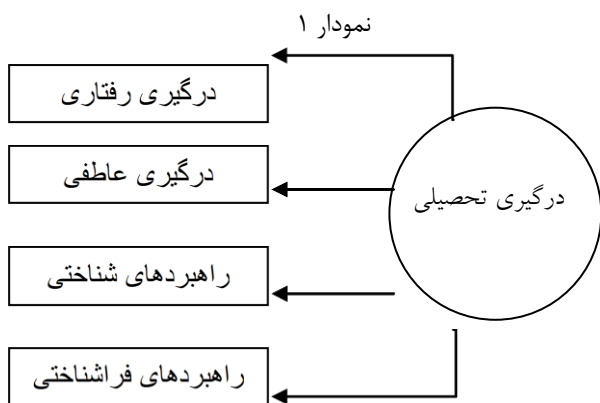 نمودار ۱
درگیری رفتاری
درگیری عاطفی
درگیری تحصیلی
راهبردهای شناختی
راهبردهای فراشناختی